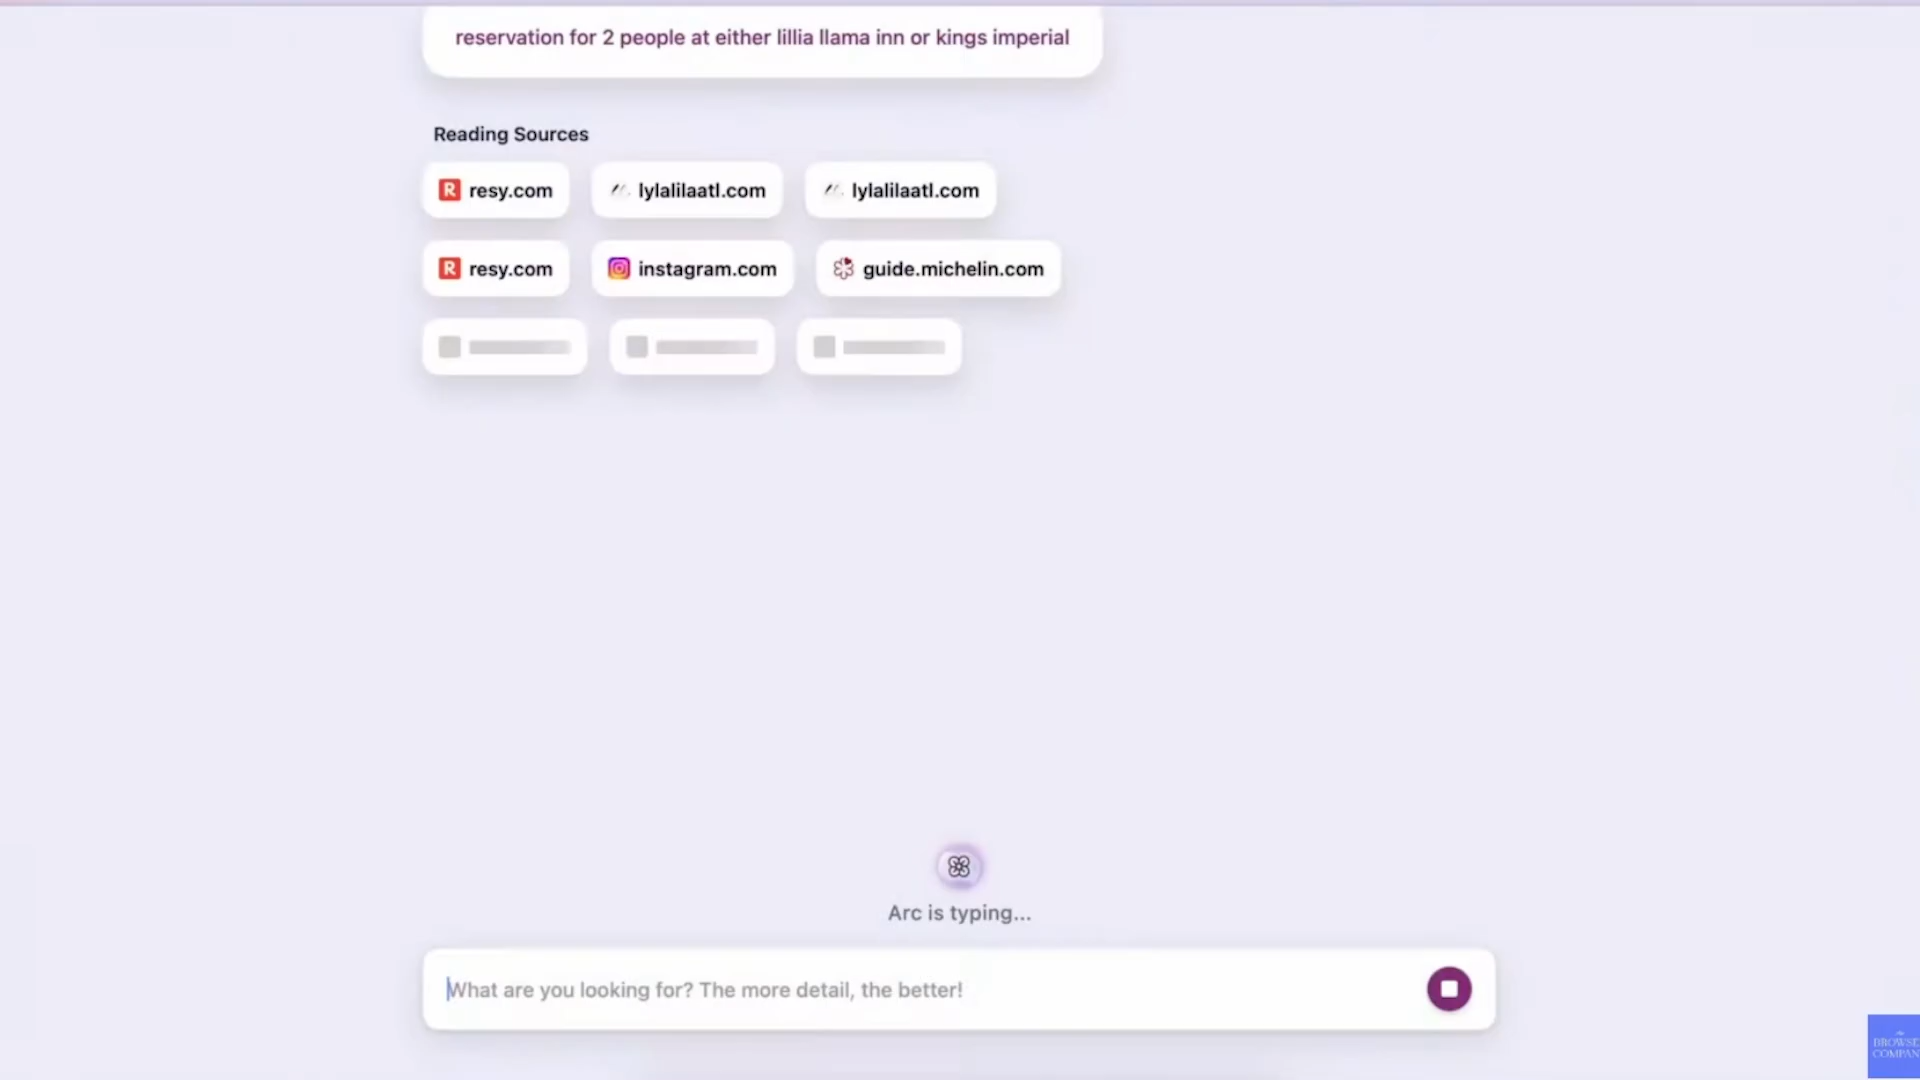 reservation for 2 people at either lillia llama inn or kings imperial
Reading Sources
resy.com
lylalilaatl.com
lylalilaatl.com
resy.com
instagram.com
guide.michelin.com
Arc is typing...
What are you looking for? The more detail, the better!